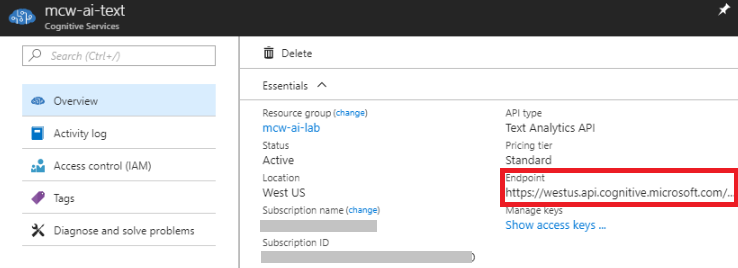 mcw-ai-text
Cognitive Services
Search (Ctrl+/)
Overview
Activity log
Access control (IAM)
Tags
Diagnose and solve problems
Delete
Essentials
Resource group (change)
mcw-ai-lab
Status
Active
Location
West US
Subscription name (change)
Subscription ID
API type
Text Analytics API
Pricing tier
Standard
Endpoint
https://westus.api.cognitive.microsoft.com/...
Manage keys
Show access keys ...